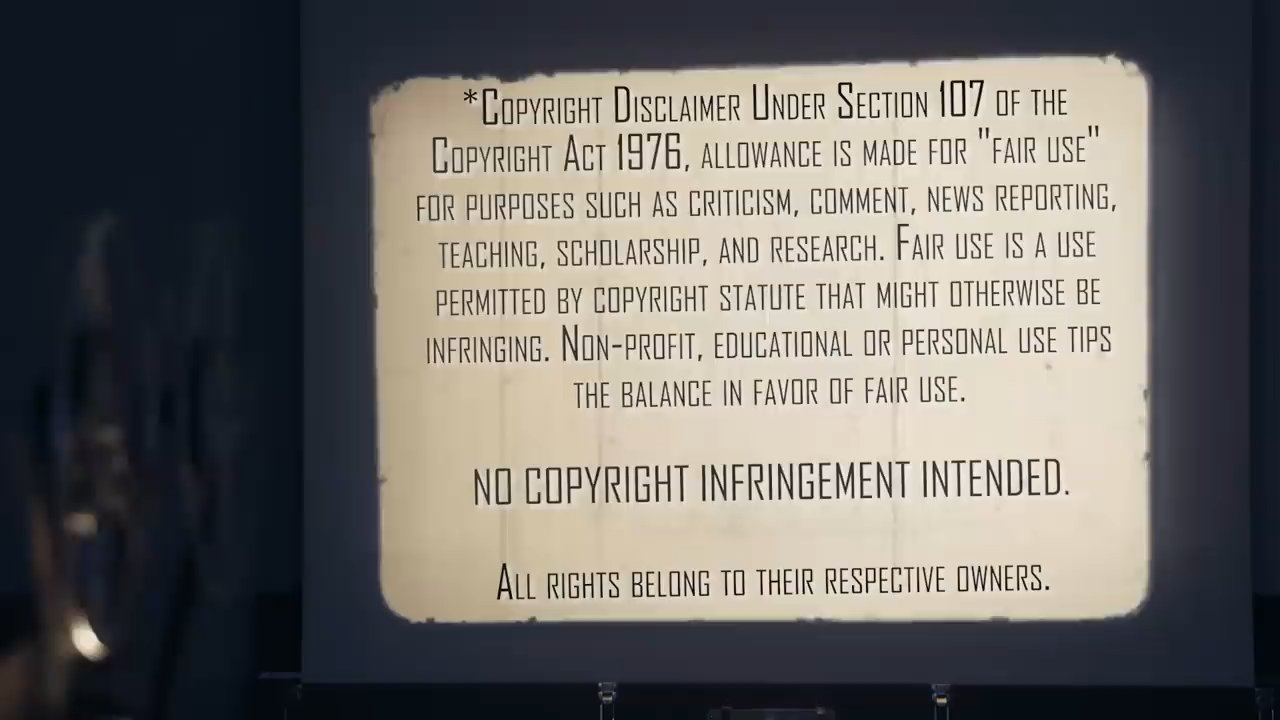 *Copyright Disclaimer Under Section 107 of the
Copyright Act 1976, allowance is made for "fair use"
for purposes such as criticism, comment, news reporting,
teaching, scholarship, and research. Fair use is a use
permitted by copyright statute that might otherwise be
infringing. Non-profit, educational or personal use tips
the balance in favor of fair use.
NO COPYRIGHT INFRINGEMENT INTENDED.
All rights belong to their respective owners.